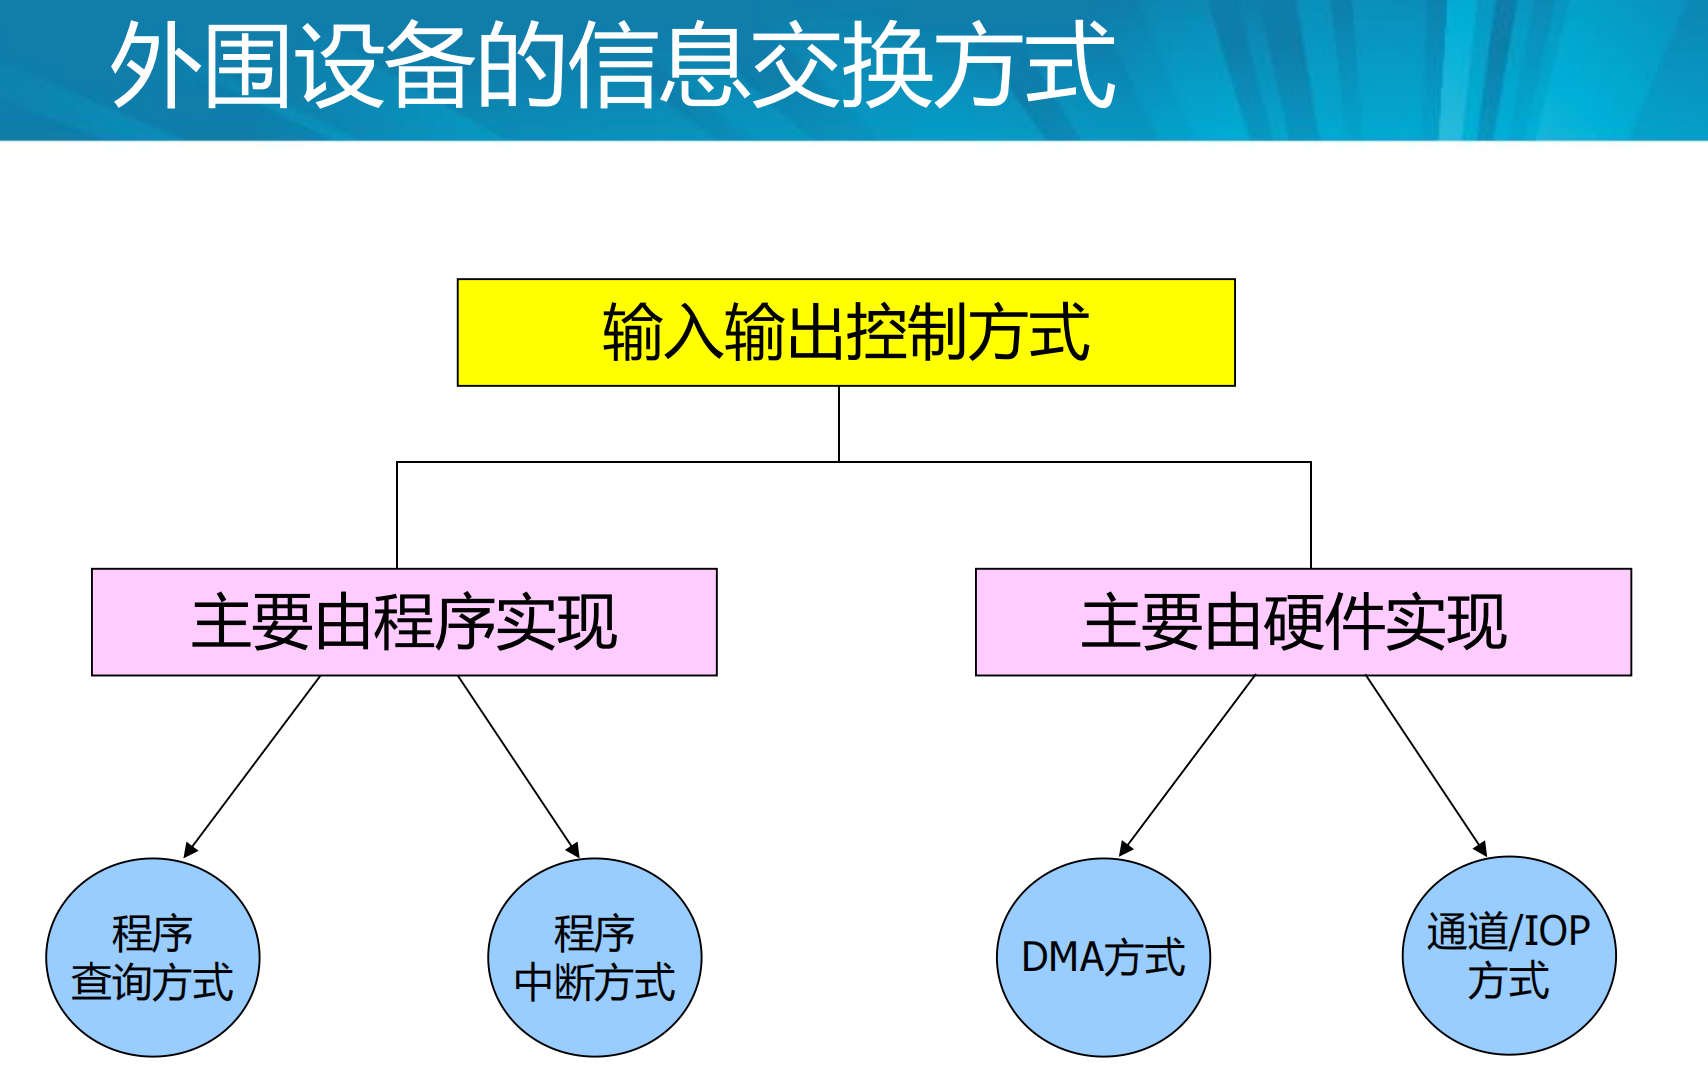 外围设备的信息交换方式
输入输出控制方式
主要由程序实现
主要由硬件实现
程序
查询方式
程序
中断方式
DMA方式
通道/IOP
方式